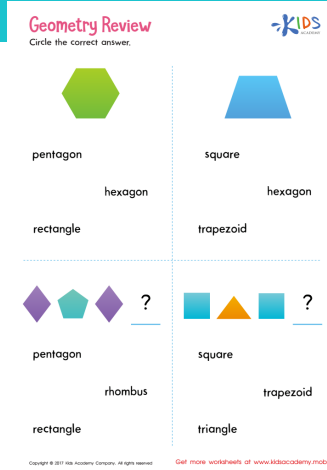 Geometry Review
Circle the correct answer.
KIDS
ACADEMY
pentagon
hexagon
rectangle
square
hexagon
trapezoid
?
pentagon
rhombus
rectangle
?
square
trapezoid
triangle
Copyright © 2017 Kids Academy Company. All rights reserved
Get more worksheets at www.kidsacademy.mobi